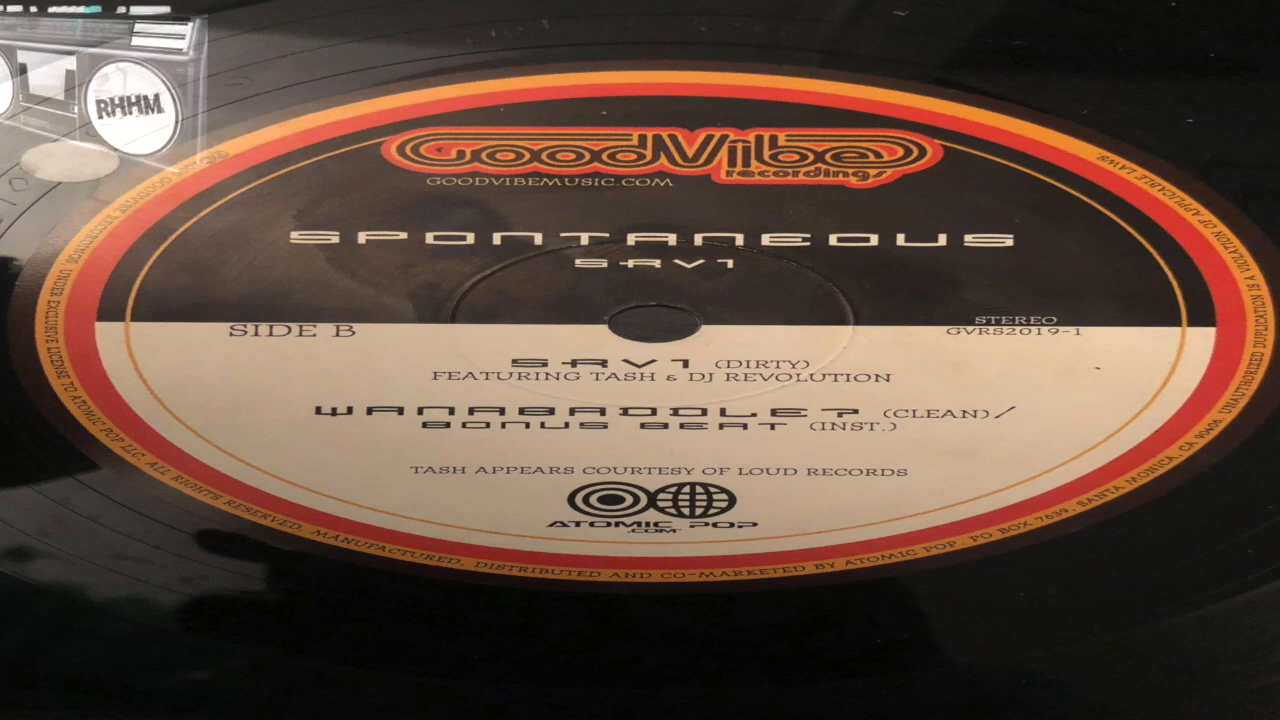 RHHM
GOODVIBE
recordings
GOODVIBEMUSIC.COM
SPONTANEOUS
SRV1
SIDE B
STEREO
GVRS2019-1
SRV1 (DIRTY)
FEATURING TASH & DJ REVOLUTION
WANABADDLE? (CLEAN)/
BONUS BEAT (INST.)
TASH APPEARS COURTESY OF LOUD RECORDS
ATOMIC POP
.COM
RECORDINGS, UNDER EXCLUSIVE LICENSE TO ATOMIC POP LLC. ALL RIGHTS RESERVED. MANUFACTURED, DISTRIBUTED AND CO-MARKETED BY ATOMIC POP. PO BOX 7639, SANTA MONICA, CA 90406. UNAUTHORIZED DUPLICATION IS A VIOLATION OF APPLICABLE LAWS.